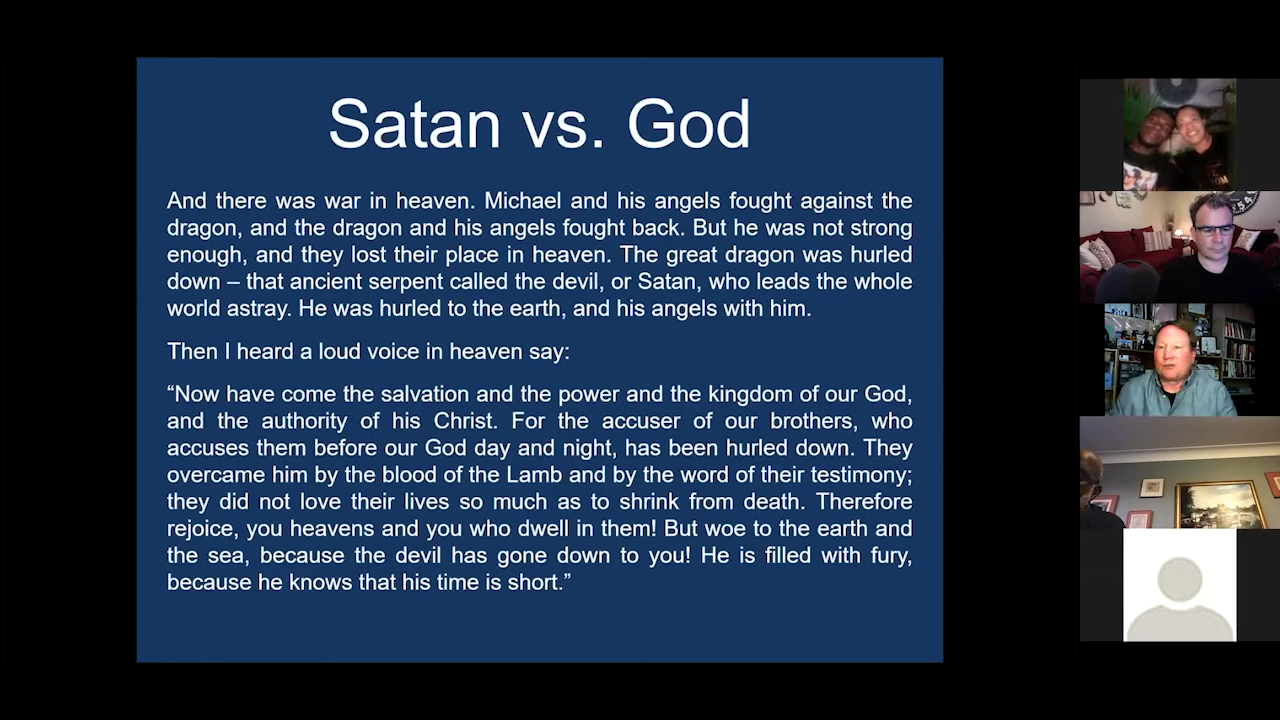 Satan vs. God
And there was war in heaven. Michael and his angels fought against the
dragon, and the dragon and his angels fought back. But he was not strong
enough, and they lost their place in heaven. The great dragon was hurled
down – that ancient serpent called the devil, or Satan, who leads the whole
world astray. He was hurled to the earth, and his angels with him.
Then I heard a loud voice in heaven say:
“Now have come the salvation and the power and the kingdom of our God,
and the authority of his Christ. For the accuser of our brothers, who
accuses them before our God day and night, has been hurled down. They
overcame him by the blood of the Lamb and by the word of their testimony;
they did not love their lives so much as to shrink from death. Therefore
rejoice, you heavens and you who dwell in them! But woe to the earth and
the sea, because the devil has gone down to you! He is filled with fury,
because he knows that his time is short.”